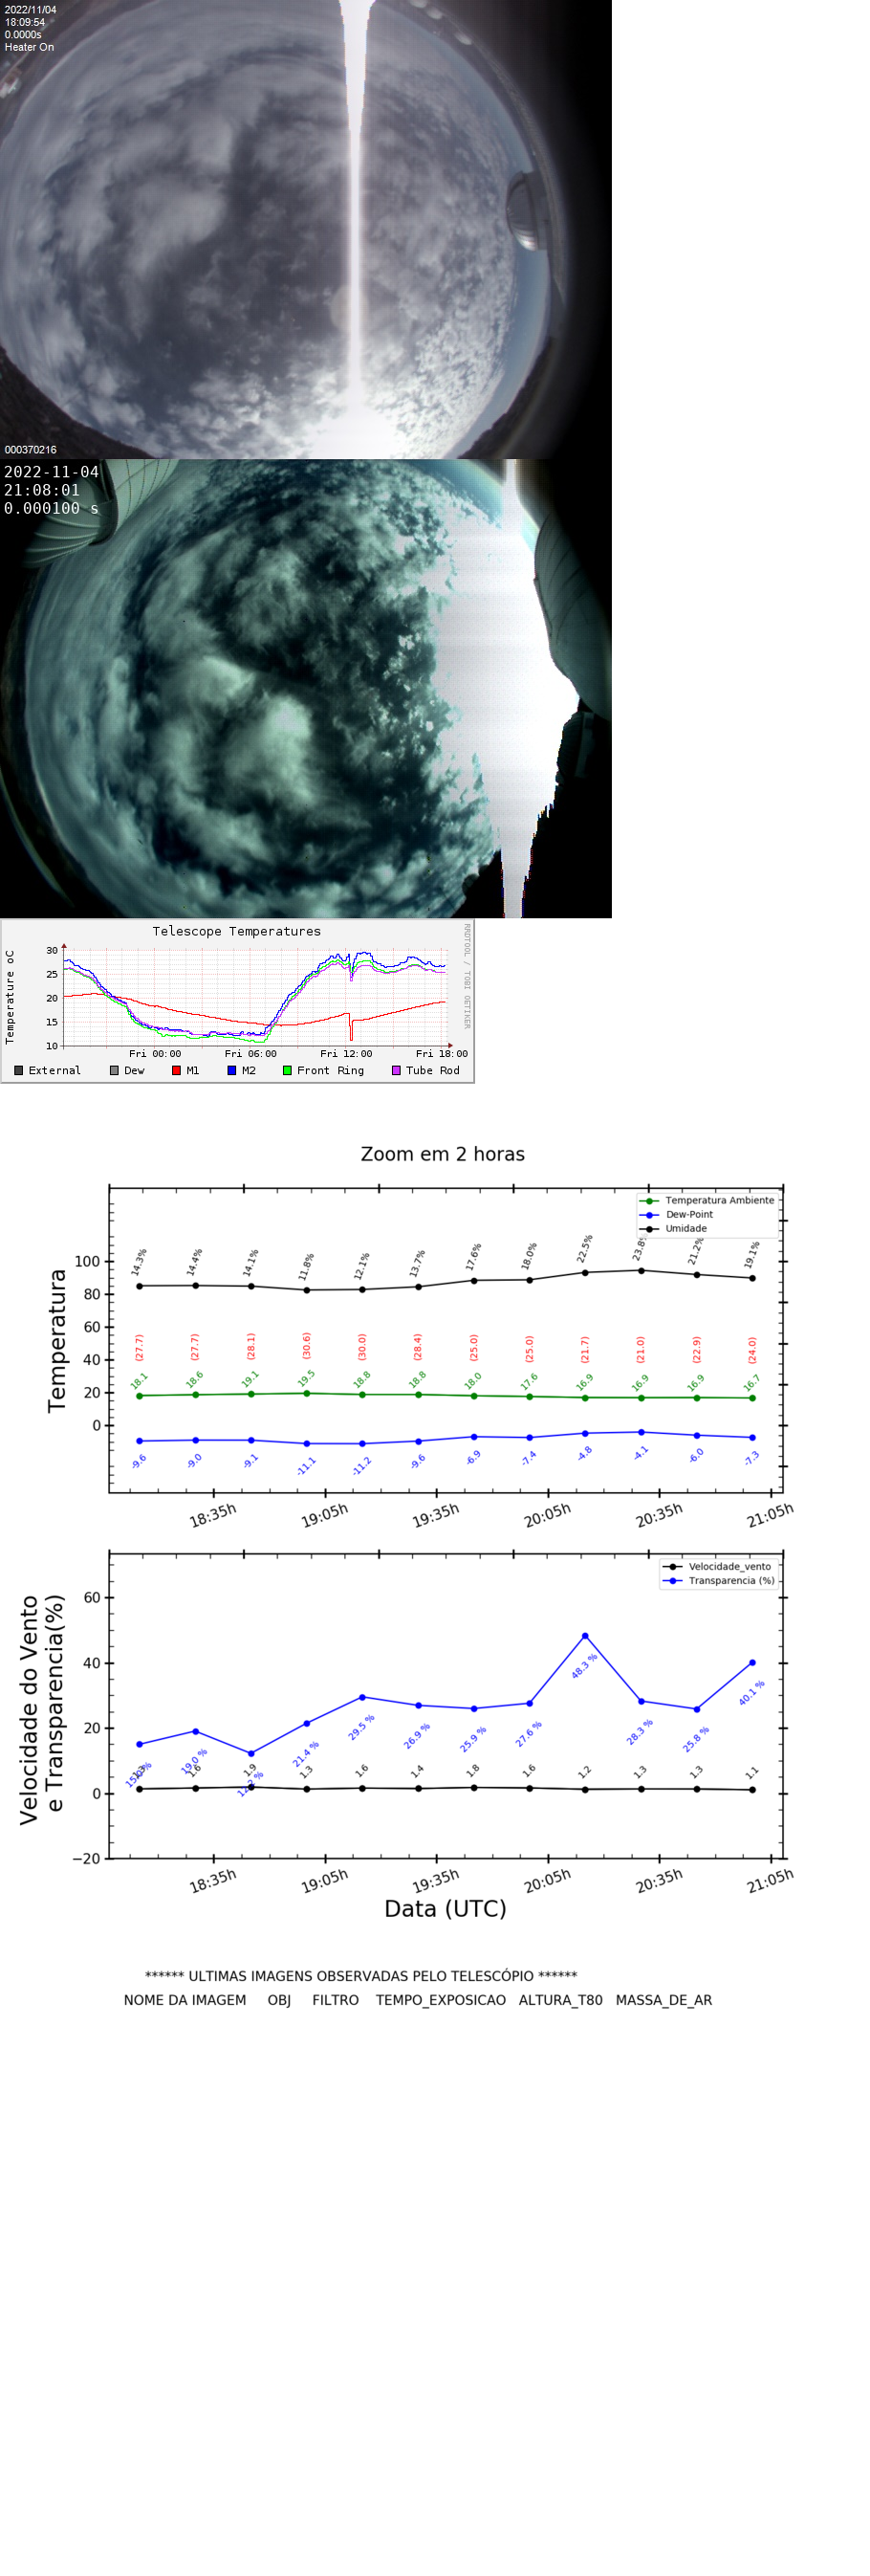 2022/11/04
18:09:54
0.0000s
Heater On
000370216
2022-11-04
21:08:01
0.000100 s
Telescope Temperatures
RRDTOOL / TOBI OETIKER
Temperature oC
30
25
20
15
10
Fri 00:00 Fri 06:00 Fri 12:00 Fri 18:00
External Dew M1 M2 Front Ring Tube Rod
Zoom em 2 horas
Temperatura Ambiente
Dew-Point
Umidade
Temperatura
100
80
60
40
20
0
14.3% 14.4% 14.1% 11.8% 12.1% 13.7% 17.6% 18.0% 22.5% 23.8% 21.2% 19.1%
(27.7) (27.7) (28.1) (30.6) (30.0) (28.4) (25.0) (25.0) (21.7) (21.0) (22.9) (24.0)
18.1 18.6 19.1 19.5 18.8 18.8 18.0 17.6 16.9 16.9 16.9 16.7
-9.6 -9.0 -9.1 -11.1 -11.2 -9.6 -6.9 -7.4 -4.8 -4.1 -6.0 -7.3
18:35h 19:05h 19:35h 20:05h 20:35h 21:05h
Velocidade_vento
Transparencia (%)
Velocidade do Vento
e Transparencia(%)
60
40
20
0
−20
19.0 % 21.4 % 29.5 % 26.9 % 25.9 % 27.6 % 48.3 % 28.3 % 25.8 % 40.1 %
1.6 1.9 1.3 1.6 1.4 1.8 1.6 1.2 1.3 1.3 1.1
18:35h 19:05h 19:35h 20:05h 20:35h 21:05h
Data (UTC)
****** ULTIMAS IMAGENS OBSERVADAS PELO TELESCÓPIO ******
NOME DA IMAGEM OBJ FILTRO TEMPO_EXPOSICAO ALTURA_T80 MASSA_DE_AR